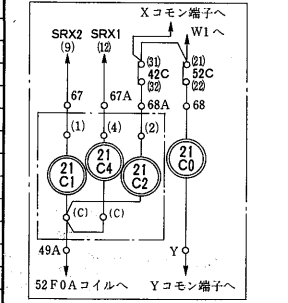 Xコモン端子へ
SRX2 SRX1 W1へ
(9) (12)
(31) (21)
42C 52C
(32) (22)
67 67A 68A 68
(1) (4) (2)
21 C1
21 C4
21 C2
21 C0
(C) (C)
49A Y
52F0Aコイルへ Yコモン端子へ